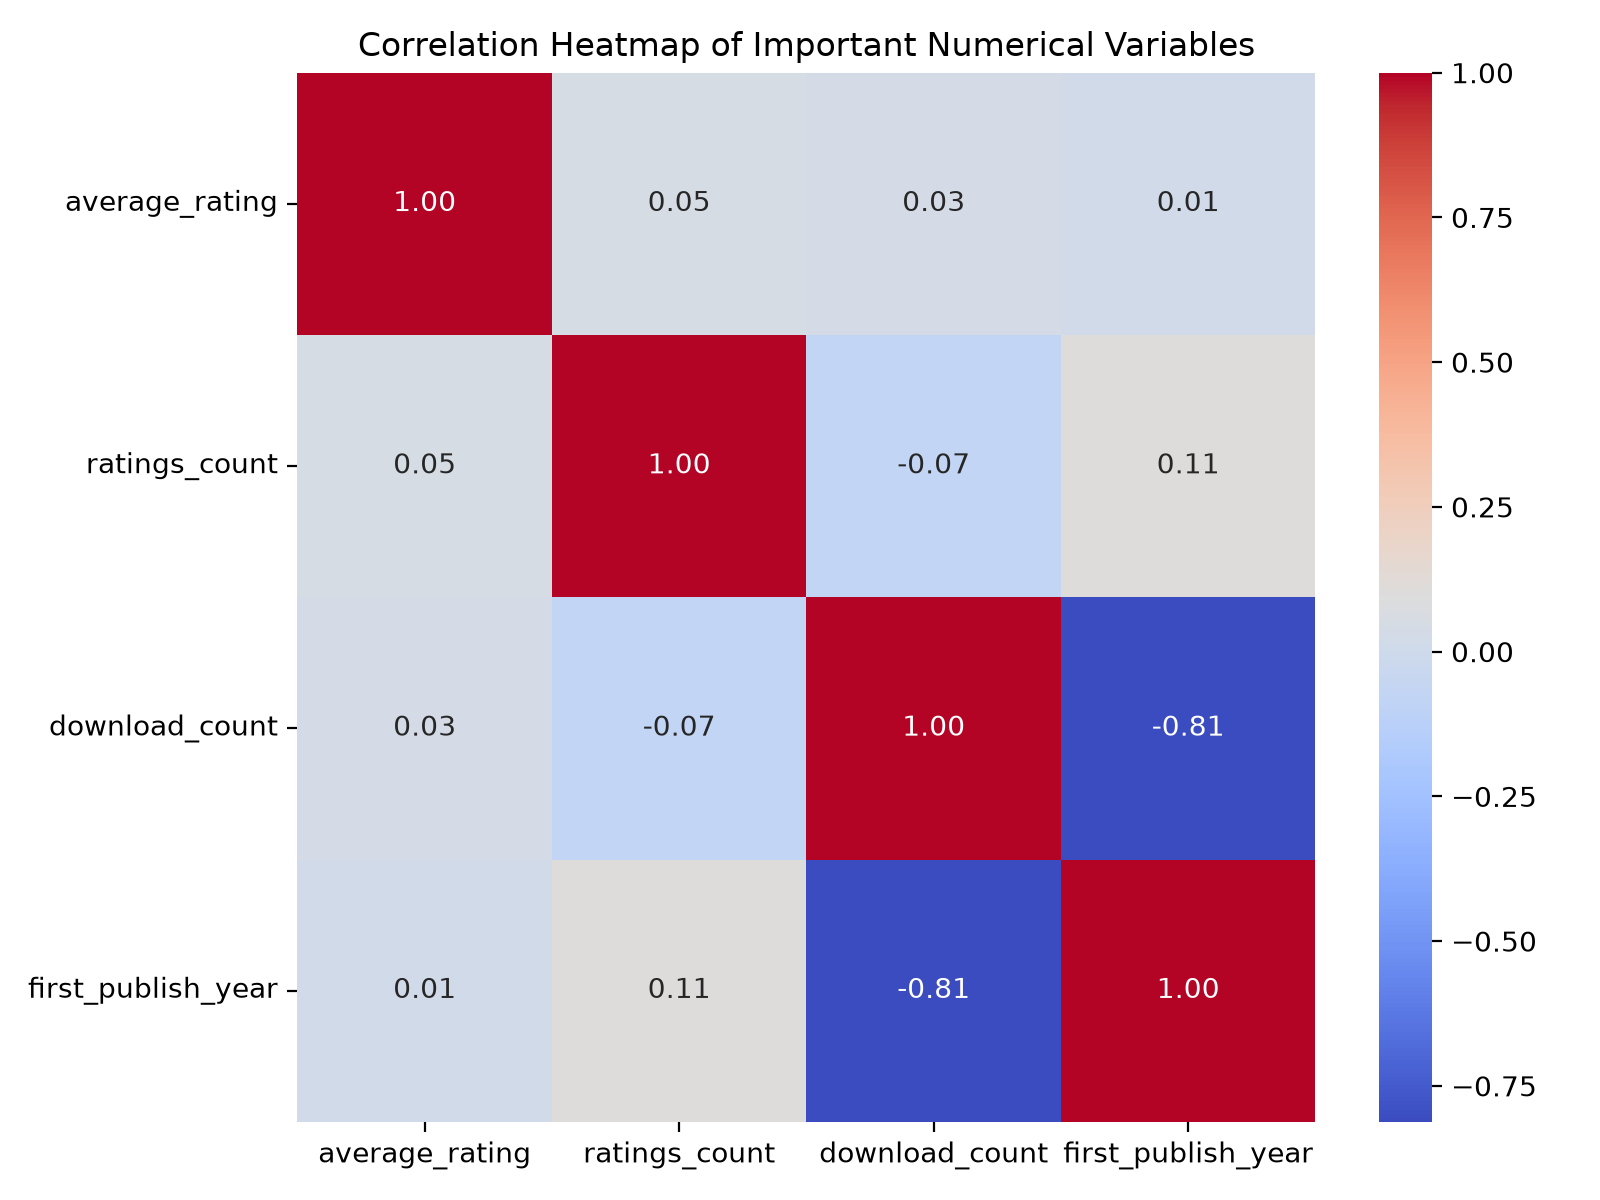 Correlation Heatmap of Important Numerical Variables
average_rating 1.00 0.05 0.03 0.01
ratings_count 0.05 1.00 -0.07 0.11
download_count 0.03 -0.07 1.00 -0.81
first_publish_year 0.01 0.11 -0.81 1.00
average_rating ratings_count download_count first_publish_year
1.00
0.75
0.50
0.25
0.00
−0.25
−0.50
−0.75